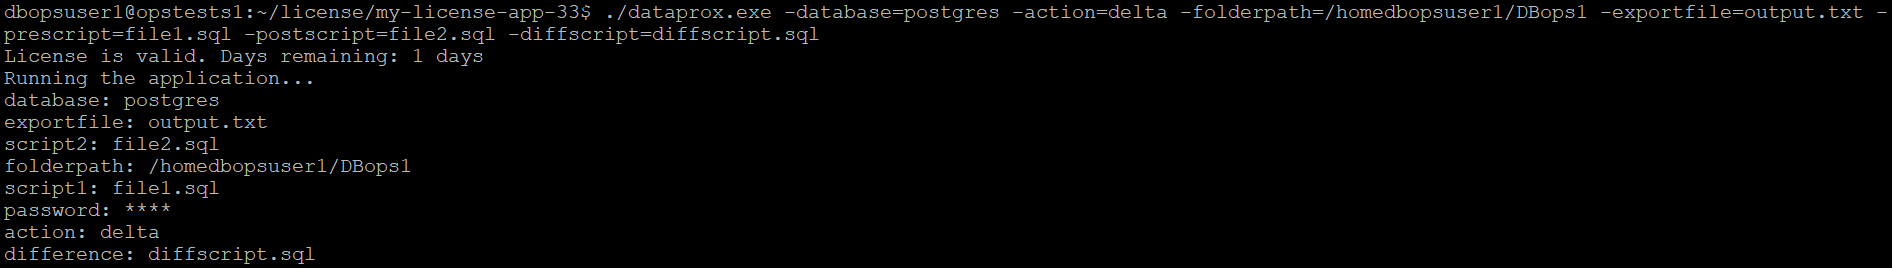 dbopsuser1@opstests1:~/license/my-license-app-33$ ./dataprox.exe -database=postgres -action=delta -folderpath=/homedbopsuser1/DBops1 -exportfile=output.txt -
prescript=file1.sql -postscript=file2.sql -diffscript=diffscript.sql
License is valid. Days remaining: 1 days
Running the application...
database: postgres
exportfile: output.txt
script2: file2.sql
folderpath: /homedbopsuser1/DBops1
script1: file1.sql
password: ****
action: delta
difference: diffscript.sql